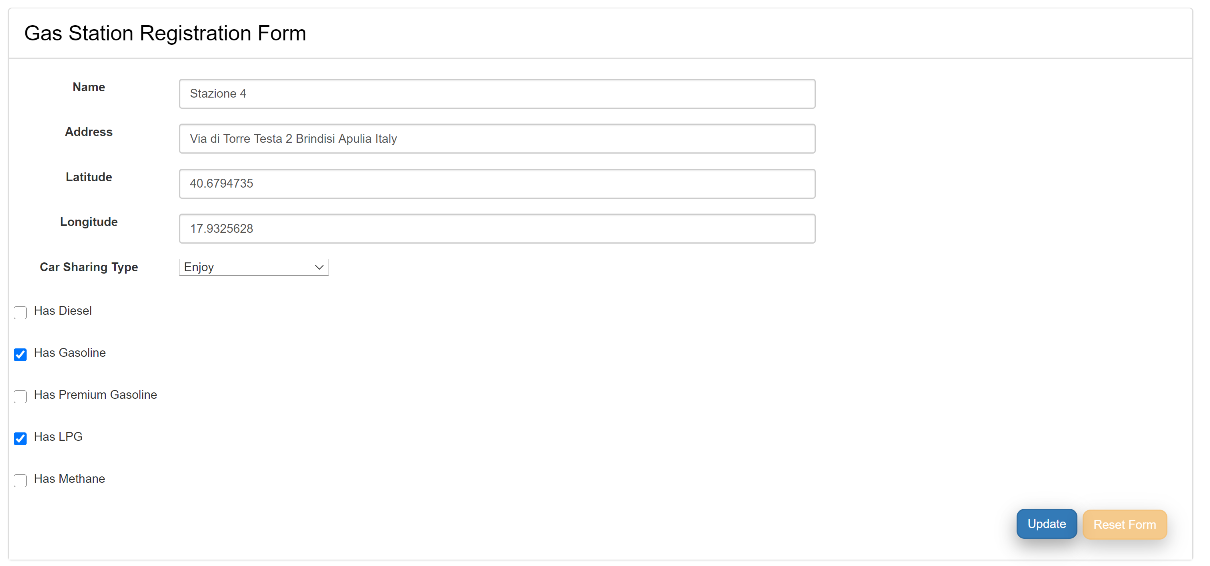 Gas Station Registration Form
Name
Stazione 4
Address
Via di Torre Testa 2 Brindisi Apulia Italy
Latitude
40.6794735
Longitude
17.9325628
Car Sharing Type
Enjoy
Has Diesel
Has Gasoline
Has Premium Gasoline
Has LPG
Has Methane
Update
Reset Form